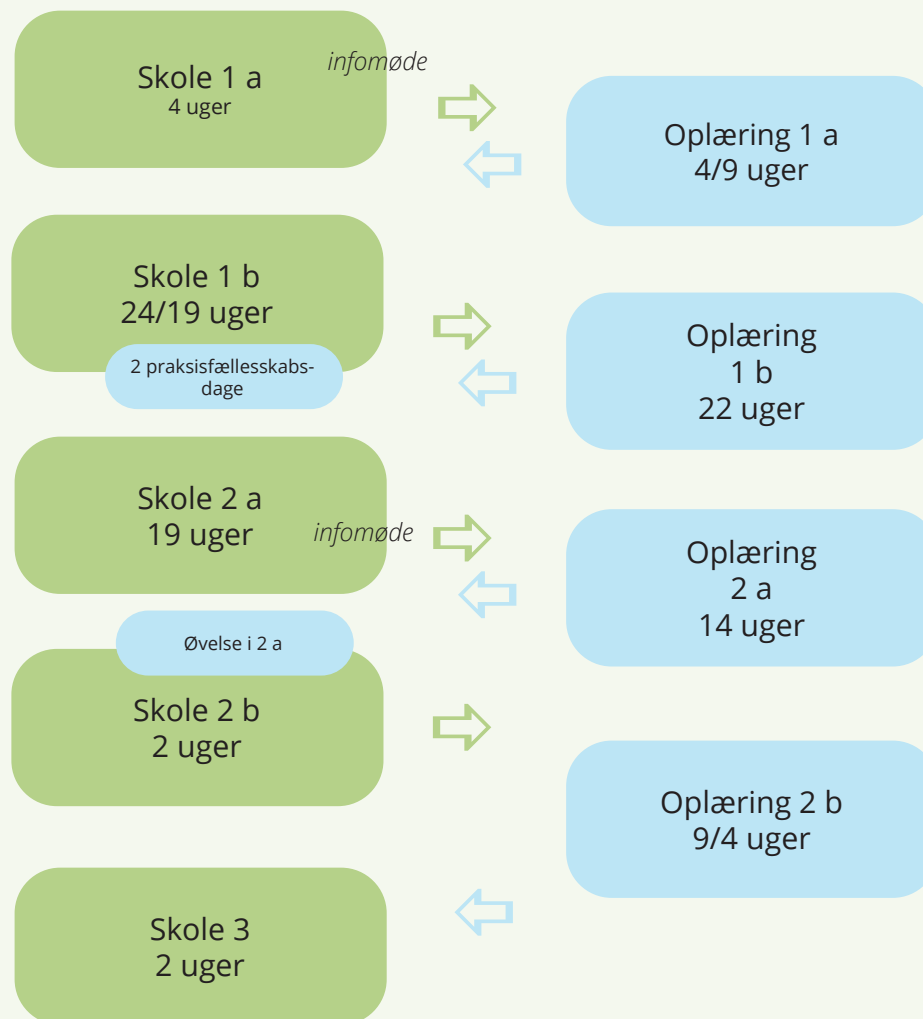 Skole 1 a
4 uger
infomøde
Oplæring 1 a
4/9 uger
Skole 1 b
24/19 uger
2 praksisfællesskabs-
dage
Oplæring
1 b
22 uger
Skole 2 a
19 uger
infomøde
Oplæring
2 a
14 uger
Øvelse i 2 a
Skole 2 b
2 uger
Oplæring 2 b
9/4 uger
Skole 3
2 uger